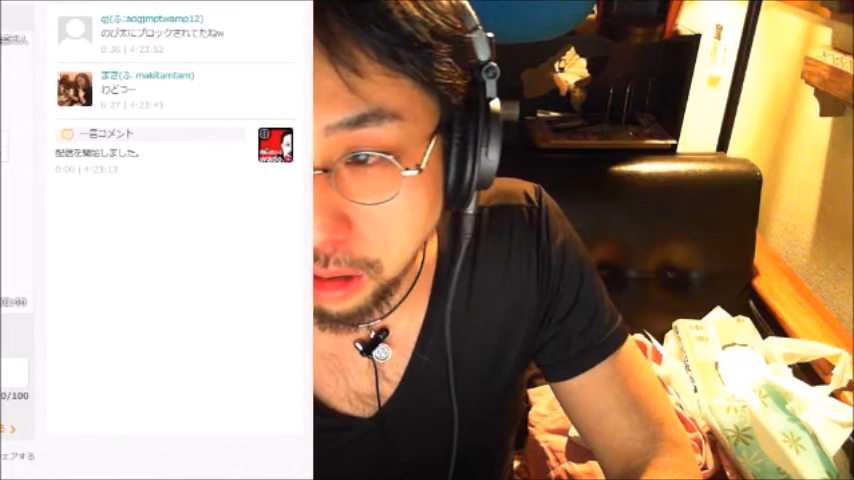 qj(ふ:adgjmptwamp12)
のび太にブロックされてたねw
0:36 | 4:23:52
まき(ふ:makitamtam)
わどつー
0:27 | 4:23:43
一言コメント
配信を開始しました。
0:00 | 4:23:13
0/100
ェアする